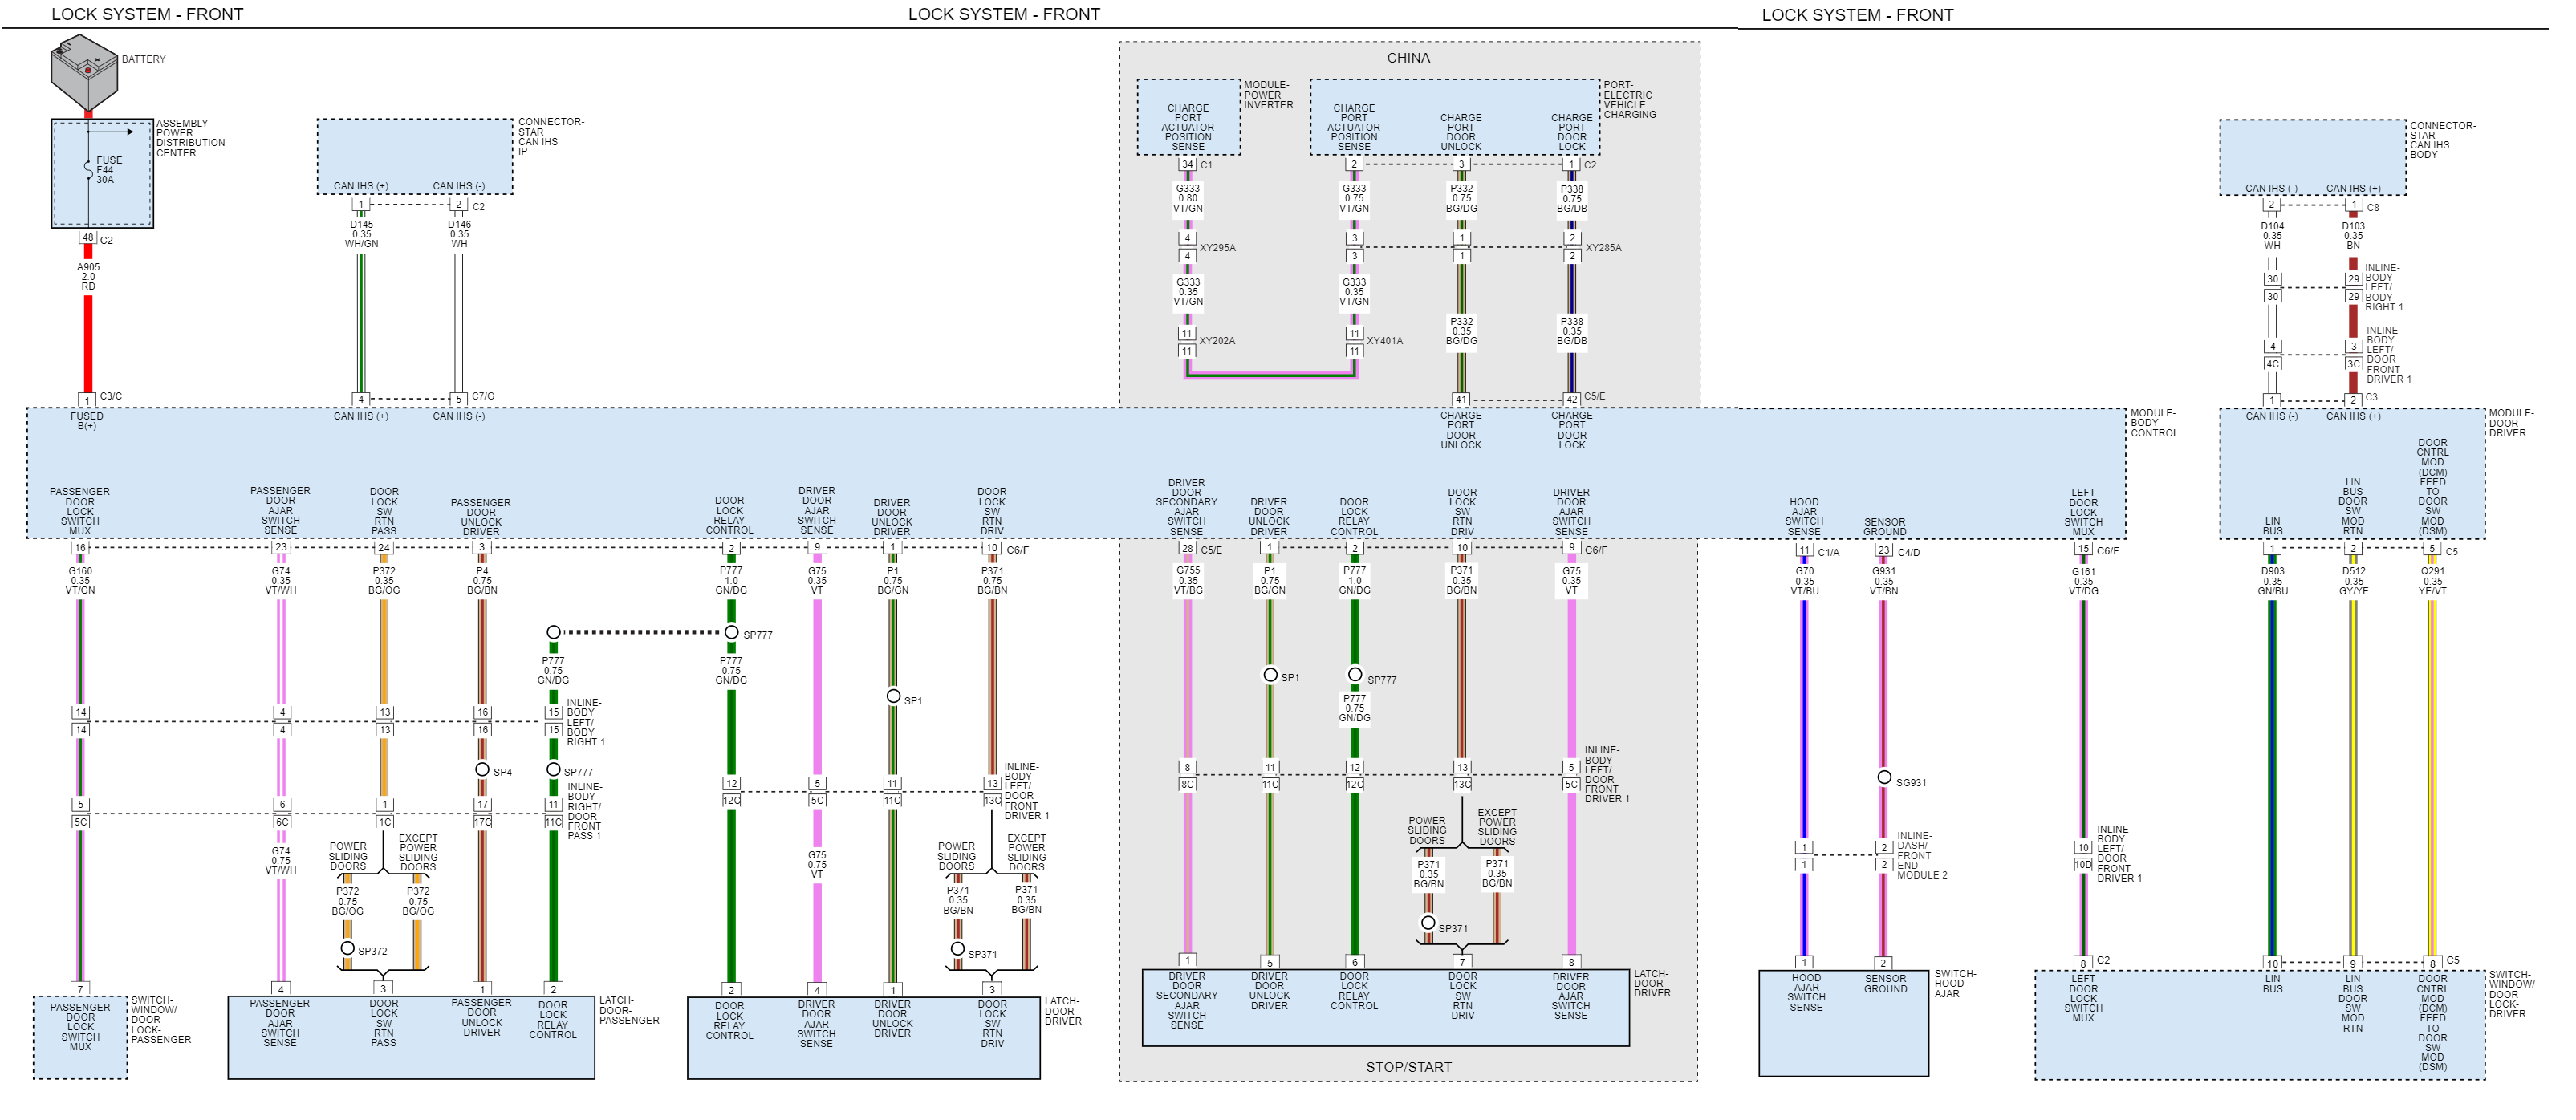 LOCK SYSTEM - FRONT
LOCK SYSTEM - FRONT
LOCK SYSTEM - FRONT
BATTERY
ASSEMBLY-
POWER
DISTRIBUTION
CENTER
FUSE
F44
30A
48
C2
A905
2.0
RD
1
C3/C
FUSED
B(+)
CONNECTOR-
STAR
CAN IHS
IP
CAN IHS (+)
CAN IHS (-)
1
2
C2
D145
0.35
WH/GN
D146
0.35
WH
4
5
C7/G
CAN IHS (+)
CAN IHS (-)
CHINA
MODULE-
POWER
INVERTER
CHARGE
PORT
ACTUATOR
POSITION
SENSE
34
C1
G333
0.80
VT/GN
4
4
XY295A
G333
0.35
VT/GN
11
11
XY202A
PORT-
ELECTRIC
VEHICLE
CHARGING
CHARGE
PORT
ACTUATOR
POSITION
SENSE
CHARGE
PORT
DOOR
UNLOCK
CHARGE
PORT
DOOR
LOCK
2
3
1
C2
G333
0.75
VT/GN
P332
0.75
BG/DG
P338
0.75
BG/DB
3
1
2
3
1
2
XY285A
G333
0.35
VT/GN
11
11
XY401A
P332
0.35
BG/DG
P338
0.35
BG/DB
41
42
C5/E
CHARGE
PORT
DOOR
UNLOCK
CHARGE
PORT
DOOR
LOCK
MODULE-
BODY
CONTROL
CONNECTOR-
STAR
CAN IHS
BODY
CAN IHS (-)
CAN IHS (+)
2
1
C8
D104
0.35
WH
D103
0.35
BN
30
29
30
29
INLINE-
BODY
LEFT/
BODY
RIGHT 1
4
3
4C
3C
INLINE-
BODY
LEFT/
DOOR
FRONT
DRIVER 1
1
2
C3
CAN IHS (-)
CAN IHS (+)
MODULE-
DOOR-
DRIVER
PASSENGER
DOOR
LOCK
SWITCH
MUX
PASSENGER
DOOR
AJAR
SWITCH
SENSE
DOOR
LOCK
SW
RTN
PASS
PASSENGER
DOOR
UNLOCK
DRIVER
DOOR
LOCK
RELAY
CONTROL
DRIVER
DOOR
AJAR
SWITCH
SENSE
DRIVER
DOOR
UNLOCK
DRIVER
DOOR
LOCK
SW
RTN
DRIV
16
23
24
3
2
9
1
10
C6/F
G160
0.35
VT/GN
G74
0.35
VT/WH
P372
0.35
BG/OG
P4
0.75
BG/BN
P777
1.0
GN/DG
G75
0.35
VT
P1
0.75
BG/GN
P371
0.75
BG/BN
SP777
P777
0.75
GN/DG
P777
0.75
GN/DG
SP1
14
4
13
16
15
14
4
13
16
15
INLINE-
BODY
LEFT/
BODY
RIGHT 1
SP4
SP777
5
6
1
17
11
5C
6C
1C
17C
11C
INLINE-
BODY
RIGHT/
DOOR
FRONT
PASS 1
12
5
11
13
12C
5C
11C
13C
INLINE-
BODY
LEFT/
DOOR
FRONT
DRIVER 1
G74
0.75
VT/WH
POWER
SLIDING
DOORS
EXCEPT
POWER
SLIDING
DOORS
P372
0.75
BG/OG
P372
0.75
BG/OG
SP372
G75
0.75
VT
POWER
SLIDING
DOORS
EXCEPT
POWER
SLIDING
DOORS
P371
0.35
BG/BN
P371
0.35
BG/BN
SP371
7
PASSENGER
DOOR
LOCK
SWITCH
MUX
SWITCH-
WINDOW/
DOOR
LOCK-
PASSENGER
4
3
1
2
PASSENGER
DOOR
AJAR
SWITCH
SENSE
DOOR
LOCK
SW
RTN
PASS
PASSENGER
DOOR
UNLOCK
DRIVER
DOOR
LOCK
RELAY
CONTROL
LATCH-
DOOR-
PASSENGER
2
4
1
3
DOOR
LOCK
RELAY
CONTROL
DRIVER
DOOR
AJAR
SWITCH
SENSE
DRIVER
DOOR
UNLOCK
DRIVER
DOOR
LOCK
SW
RTN
DRIV
LATCH-
DOOR-
DRIVER
DRIVER
DOOR
SECONDARY
AJAR
SWITCH
SENSE
DRIVER
DOOR
UNLOCK
DRIVER
DOOR
LOCK
RELAY
CONTROL
DOOR
LOCK
SW
RTN
DRIV
DRIVER
DOOR
AJAR
SWITCH
SENSE
28
C5/E
1
2
10
9
C6/F
G755
0.35
VT/BG
P1
0.75
BG/GN
P777
1.0
GN/DG
P371
0.35
BG/BN
G75
0.35
VT
SP1
SP777
P777
0.75
GN/DG
8
11
12
13
5
8C
11C
12C
13C
5C
INLINE-
BODY
LEFT/
DOOR
FRONT
DRIVER 1
POWER
SLIDING
DOORS
EXCEPT
POWER
SLIDING
DOORS
P371
0.35
BG/BN
P371
0.35
BG/BN
SP371
1
5
6
7
8
DRIVER
DOOR
SECONDARY
AJAR
SWITCH
SENSE
DRIVER
DOOR
UNLOCK
DRIVER
DOOR
LOCK
RELAY
CONTROL
DOOR
LOCK
SW
RTN
DRIV
DRIVER
DOOR
AJAR
SWITCH
SENSE
LATCH-
DOOR-
DRIVER
STOP/START
HOOD
AJAR
SWITCH
SENSE
SENSOR
GROUND
11
C1/A
23
C4/D
G70
0.35
VT/BU
G931
0.35
VT/BN
SG931
1
2
1
2
INLINE-
DASH/
FRONT
END
MODULE 2
1
2
HOOD
AJAR
SWITCH
SENSE
SENSOR
GROUND
SWITCH-
HOOD
AJAR
LEFT
DOOR
LOCK
SWITCH
MUX
15
C6/F
G161
0.35
VT/DG
10
10D
INLINE-
BODY
LEFT/
DOOR
FRONT
DRIVER 1
8
C2
LEFT
DOOR
LOCK
SWITCH
MUX
LIN
BUS
LIN
BUS
DOOR
SW
MOD
RTN
DOOR
CNTRL
MOD
(DCM)
FEED
TO
DOOR
SW
MOD
(DSM)
1
2
5
C5
D903
0.35
GN/BU
D512
0.35
GY/YE
Q291
0.35
YE/VT
10
9
8
C5
LIN
BUS
LIN
BUS
DOOR
SW
MOD
RTN
DOOR
CNTRL
MOD
(DCM)
FEED
TO
DOOR
SW
MOD
(DSM)
SWITCH-
WINDOW/
DOOR
LOCK-
DRIVER